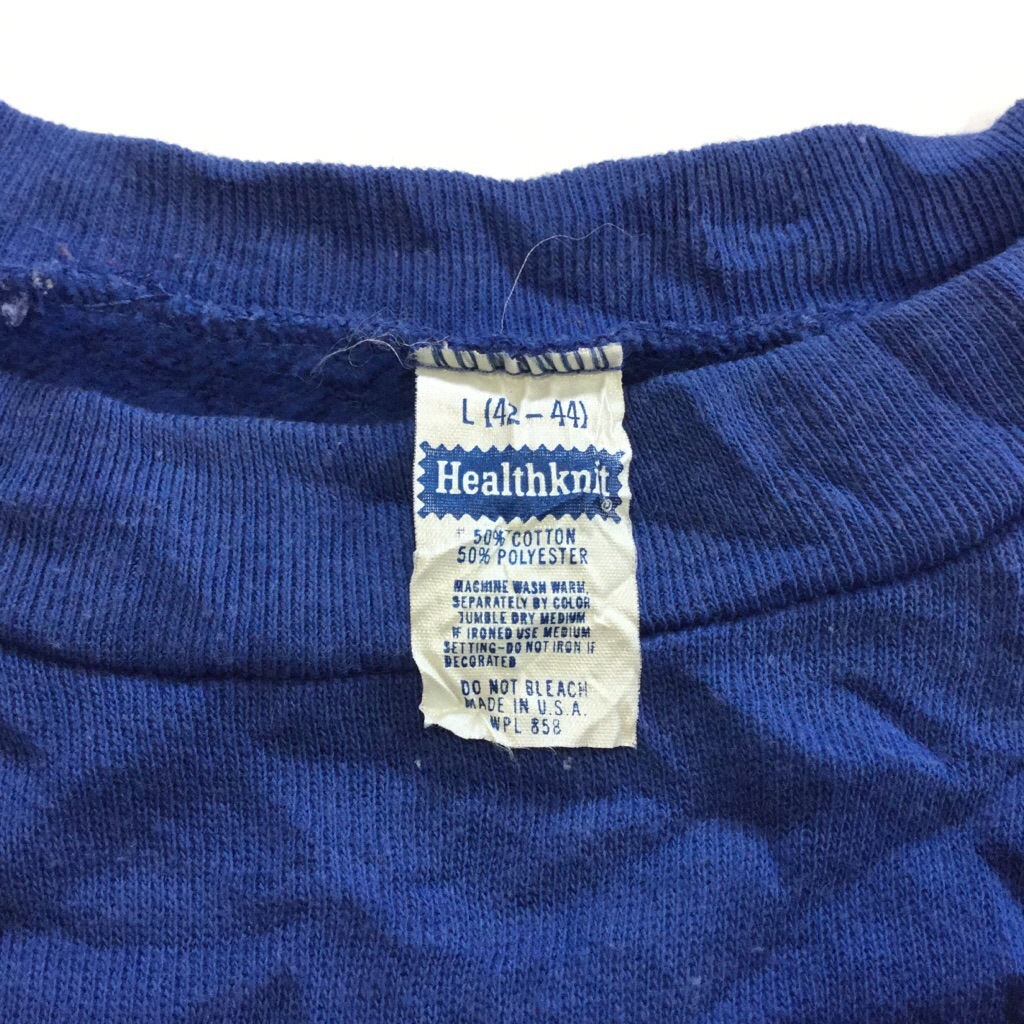 L (42-44)
Healthknit
®
50% COTTON
50% POLYESTER
MACHINE WASH WARM,
SEPARATELY BY COLOR
TUMBLE DRY MEDIUM
IF IRONED USE MEDIUM
SETTING-DO NOT IRON IF
DECORATED
DO NOT BLEACH
MADE IN U.S.A.
WPL 858